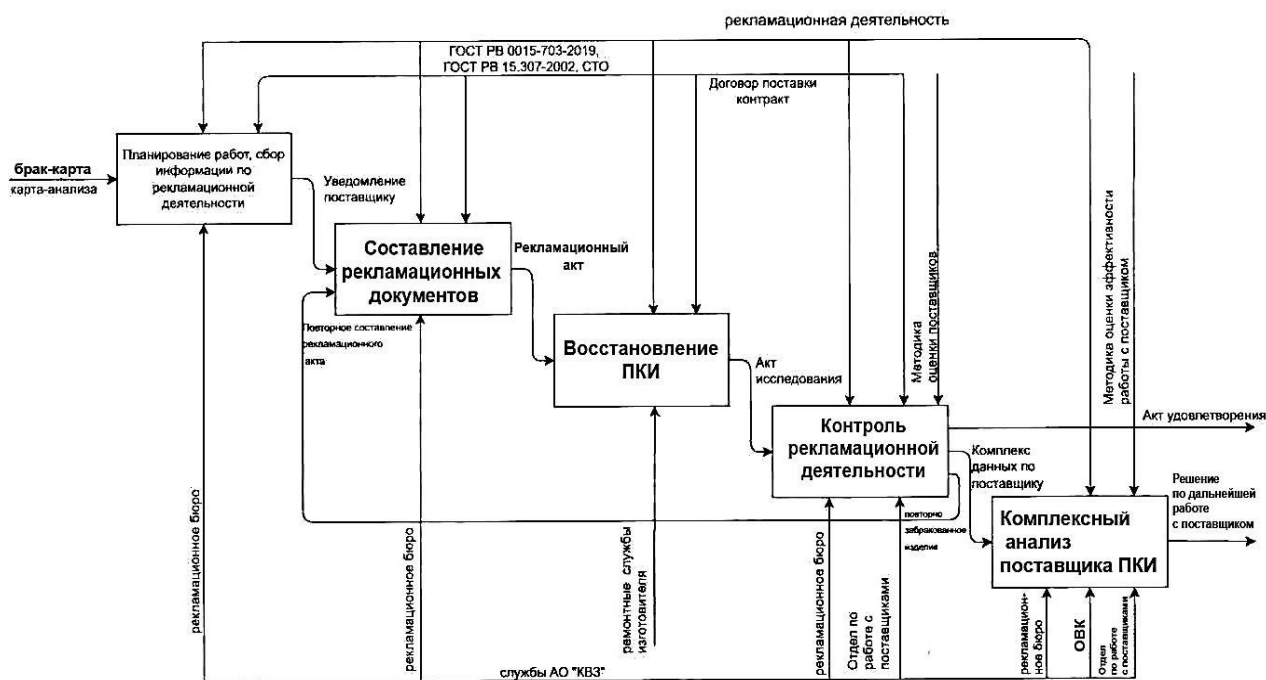 рекламационная деятельность
ГОСТ РВ 0015-703-2019,
ГОСТ РВ 15.307-2002, СТО
Договор поставки
контракт
брак-карта
карта-анализа
Планирование работ, сбор
информации по
рекламационной
деятельности
Уведомление
поставщику
Составление
рекламационных
документов
Рекламационный
акт
Повторное составление
рекламационного
акта
Восстановление
ПКИ
Акт
исследования
Методика
оценки поставщиков
Методика оценки эффективности
работы с поставщиком
Контроль
рекламационной
деятельности
Акт удовлетворения
Комплекс
данных по
поставщику
повторно
забракованное
изделие
Комплексный
анализ
поставщика ПКИ
Решение
по дальнейшей
работе
с поставщиком
рекламационное бюро
рекламационное бюро
ремонтные службы
изготовителя
рекламационное бюро
Отдел по
работе с
поставщиками
рекламацион-
ное бюро
ОВК
Отдел
по работе
с поставщиками
службы АО "КВЗ"